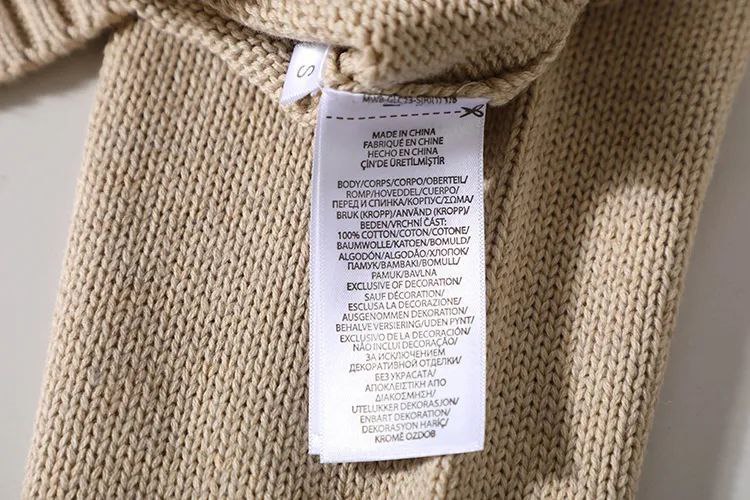 S
MADE IN CHINA
FABRIQUÉ EN CHINE
HECHO EN CHINA
ÇİN'DE ÜRETİLMİŞTİR
BODY/CORPS/CORPO/OBERTEIL/
ROMP/HOVEDDEL/CUERPO/
ПЕРЕД И СПИНКА/KOPПYC/ΣΩΜΑ/
BRUK (KROPP)/ANVÄND (KROPP)/
BEDEN/VRCHNÍ ČÁST:
100% COTTON/COTON/COTONE/
BAUMWOLLE/KATOEN/BOMULD/
ALGODÓN/ALGODÃO/ХЛОПОК/
ПАМУК/BAMBAKI/BOMULL/
PAMUK/BAVLNA
EXCLUSIVE OF DECORATION/
SAUF DÉCORATION/
ESCLUSA LA DECORAZIONE/
AUSGENOMMEN DEKORATION/
BEHALVE VERSIERING/UDEN PYNT/
EXCLUSIVO DE LA DECORACIÓN/
NÃO INCLUI DECORAÇÃO/
ЗА ИСКЛЮЧЕНИЕМ
ДЕКОРАТИВНОЙ ОТДЕЛКИ/
БЕЗ УКРАСАТА/
ΑΠΟΚΛΕΙΣΤΙΚΗ ΑΠΟ
ΔΙΑΚΟΣΜΗΣΗ/
UTELUKKER DEKORASJON/
ENBART DEKORATION/
DEKORASYON HARİÇ/
KROMĚ OZDOB